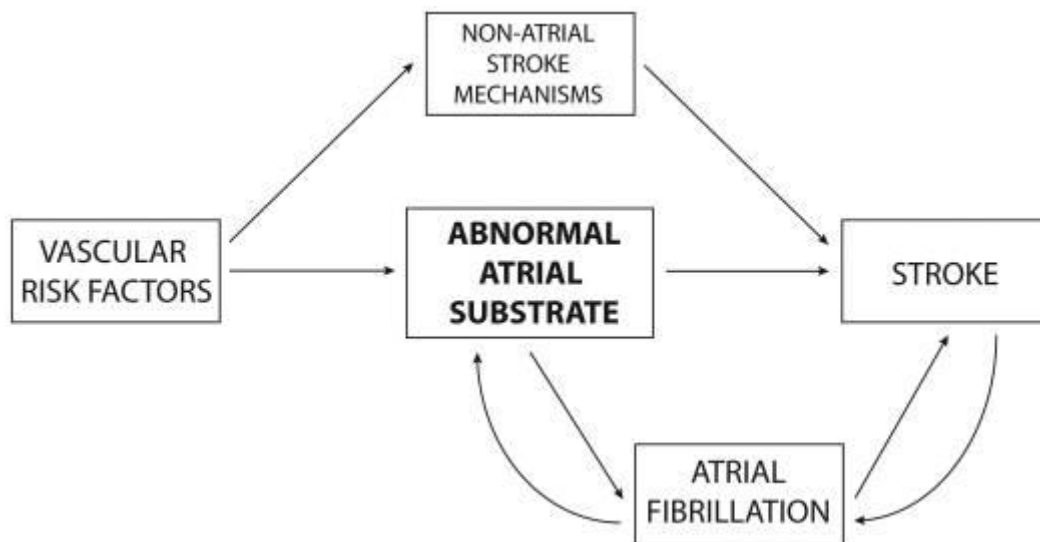 NON-ATRIAL
STROKE
MECHANISMS
VASCULAR
RISK FACTORS
ABNORMAL
ATRIAL
SUBSTRATE
STROKE
ATRIAL
FIBRILLATION